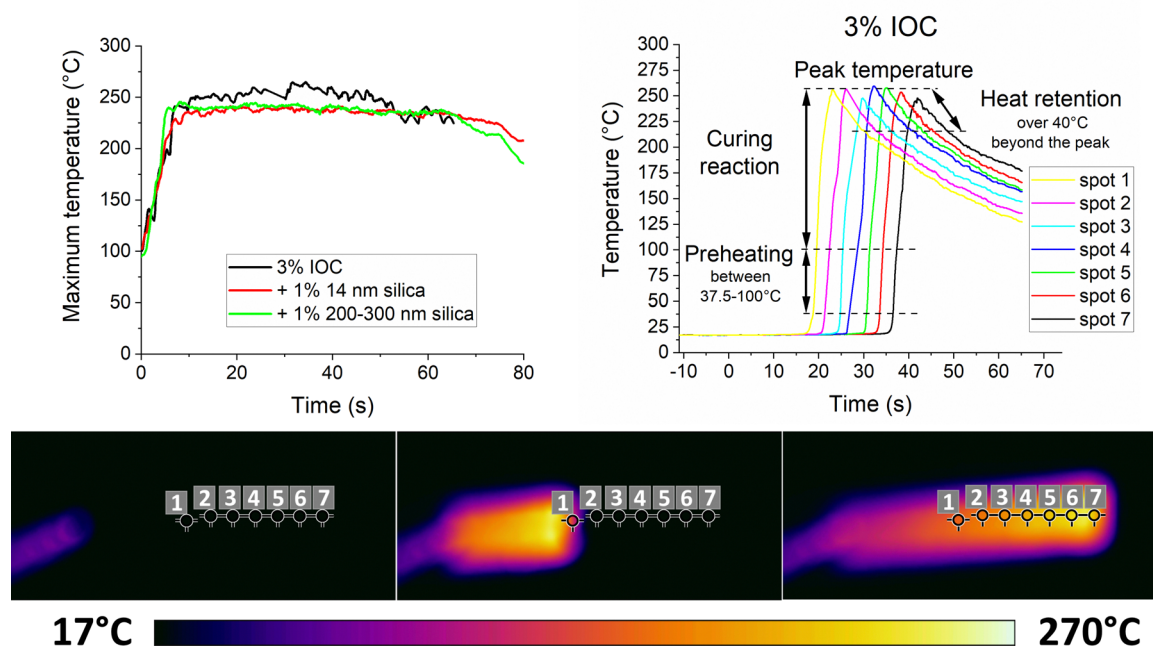 300
250
200
150
100
50
0
Maximum temperature (°C)
0 20 40 60 80
Time (s)
3% IOC
+ 1% 14 nm silica
+ 1% 200-300 nm silica
3% IOC
300
275
250
225
200
175
150
125
100
75
50
25
0
Temperature (°C)
-10 0 10 20 30 40 50 60 70
Time (s)
Peak temperature
Curing
reaction
Heat retention
over 40°C
beyond the peak
Preheating
between
37.5-100°C
spot 1
spot 2
spot 3
spot 4
spot 5
spot 6
spot 7
1 2 3 4 5 6 7
1 2 3 4 5 6 7
1 2 3 4 5 6 7
17°C 270°C